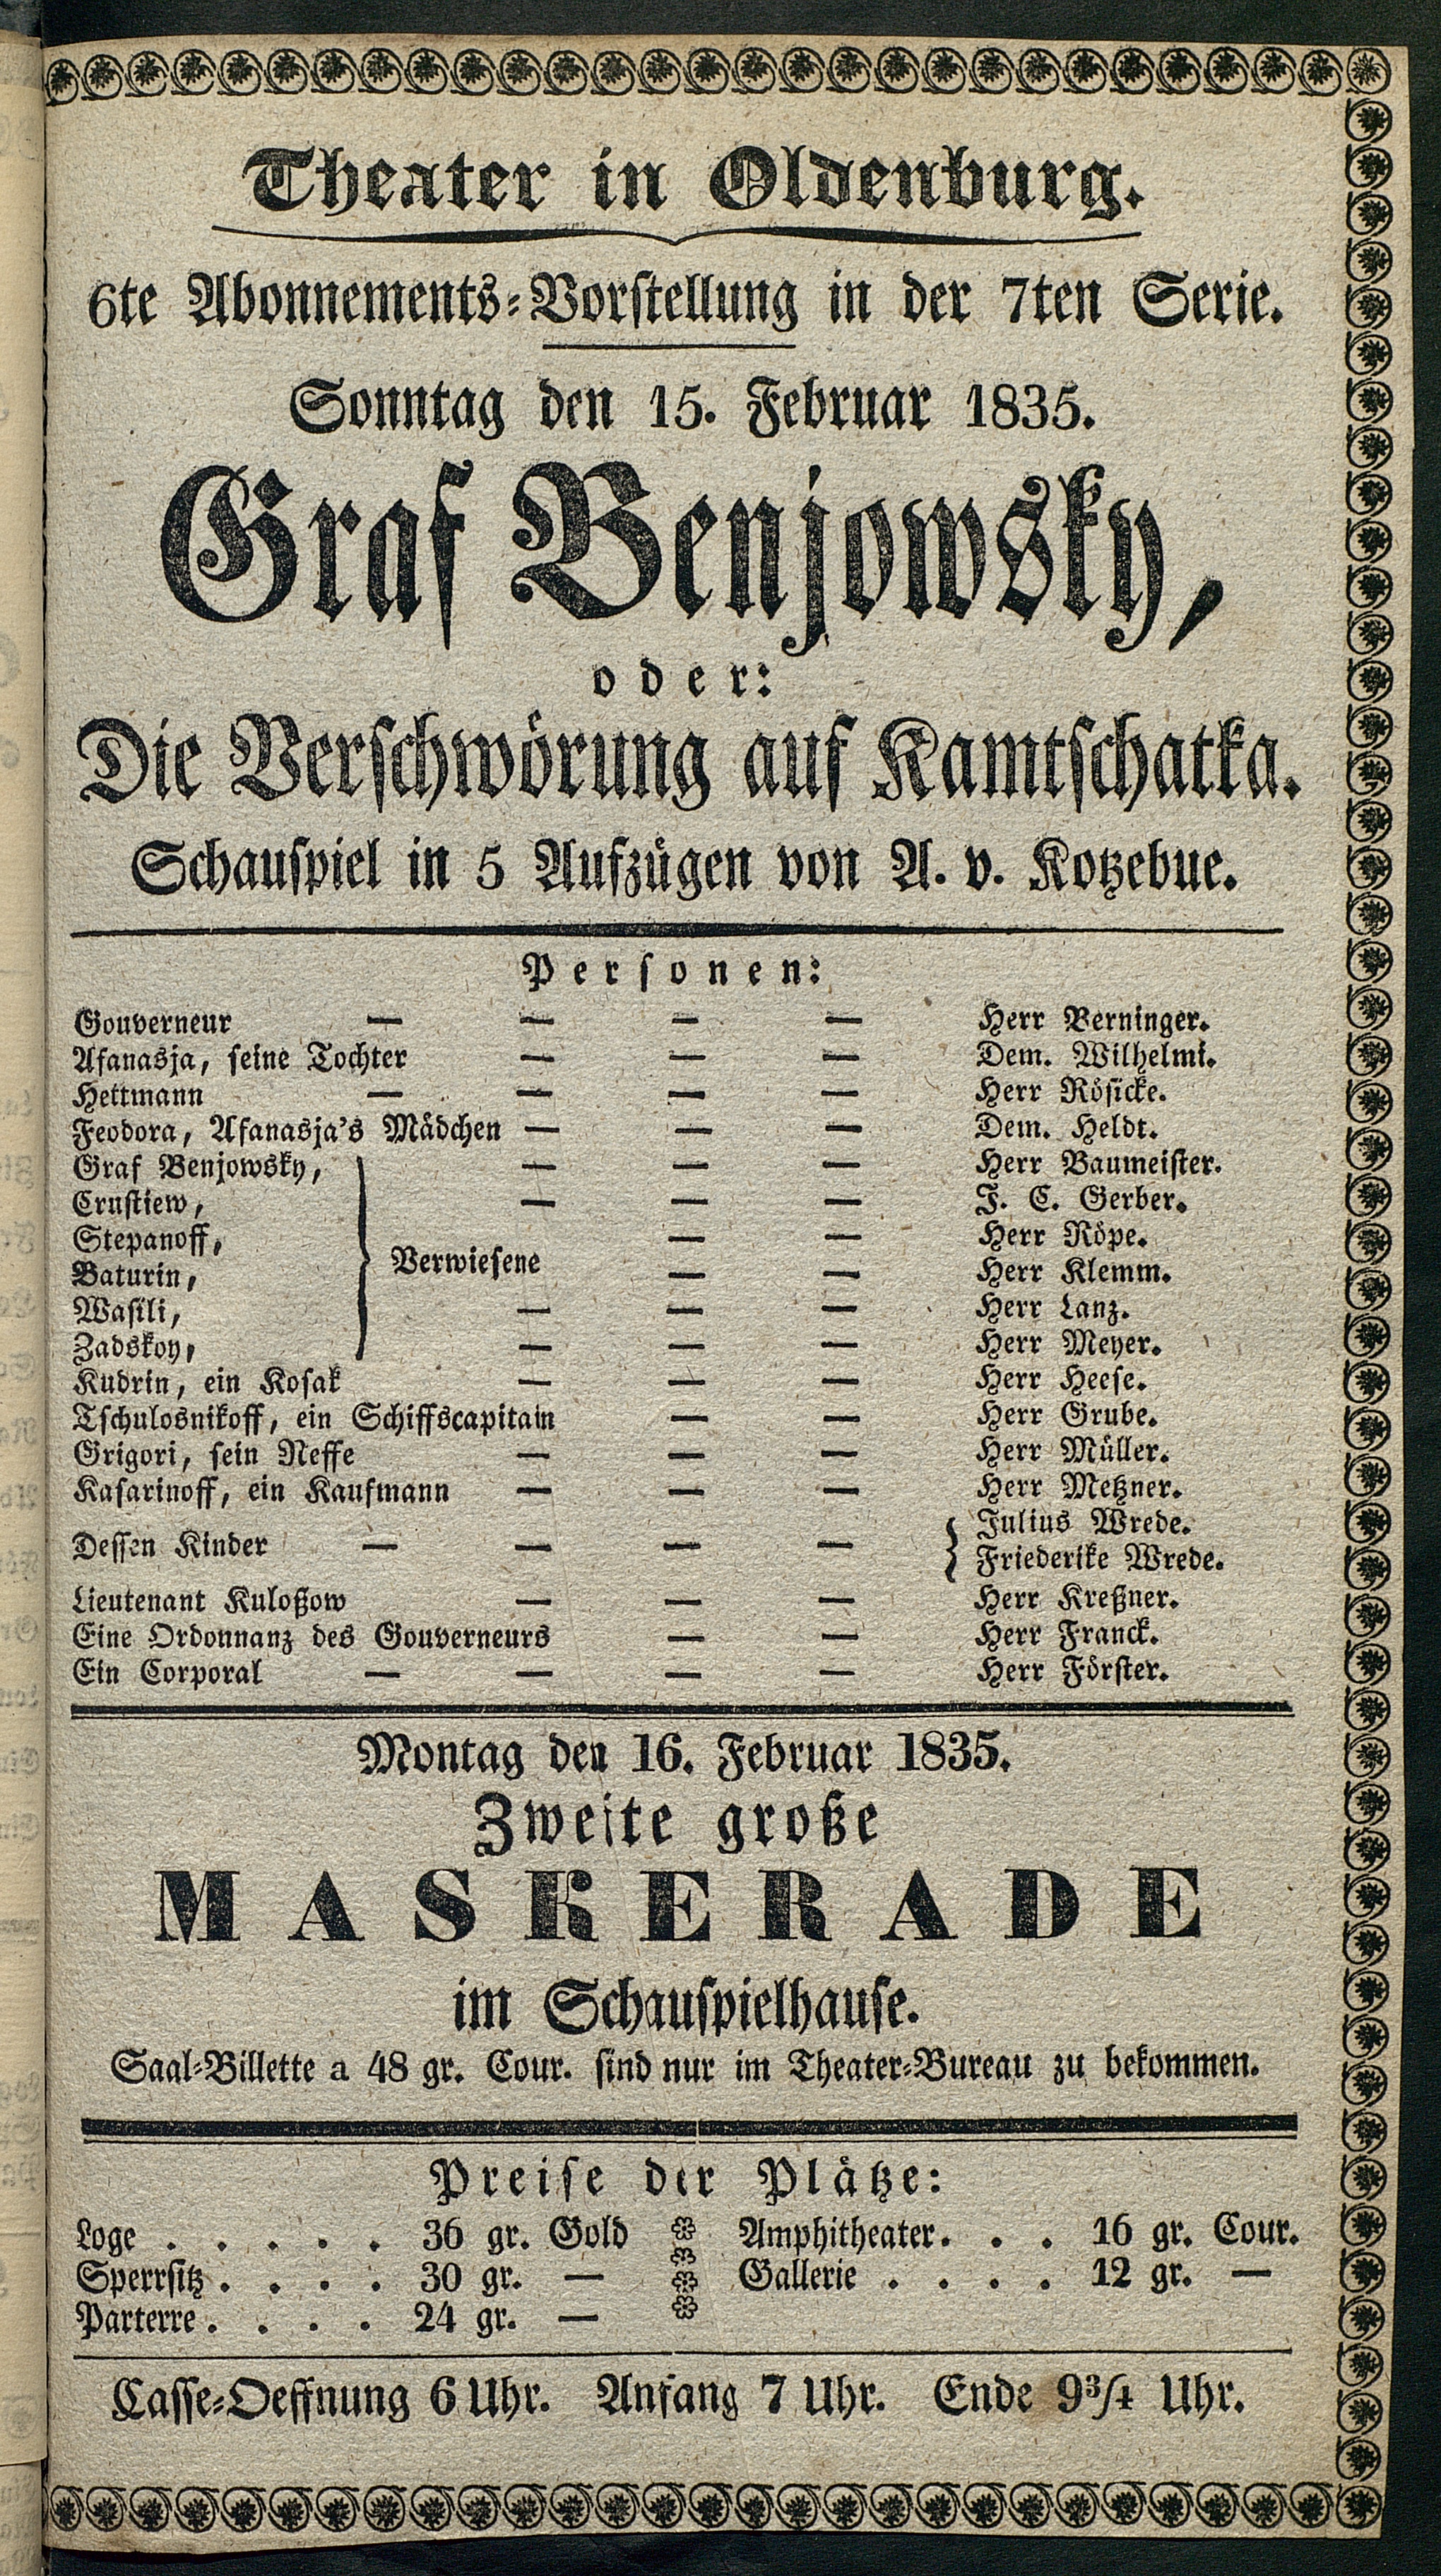 Theater in Oldenburg.
6te Abonnements-Vorstellung in der 7ten Serie.
Sonntag den 15. Februar 1835.
Graf Benjowsky,
oder:
Die Verschwörung auf Kamtschatka.
Schauspiel in 5 Aufzügen von A. v. Kotzebue.
Personen:
Gouverneur — — — — Herr Berninger.
Afanasja, seine Tochter — — — Dem. Wilhelmi.
Hettmann — — — — Herr Rösicke.
Feodora, Afanasja's Mädchen — — — Dem. Heldt.
Graf Benjowsky, — — — Herr Baumeister.
Crustiew, — — — J. C. Gerber.
Stepanoff, — — Herr Röpe.
Verwiesene
Baturin, — — Herr Klemm.
Wasili, — — — Herr Lanz.
Zadskoy, — — — Herr Meyer.
Kudrin, ein Kosak — — — Herr Heese.
Tschulosnikoff, ein Schiffscapitain — — Herr Grube.
Grigori, sein Neffe — — — Herr Müller.
Kasarinoff, ein Kaufmann — — — Herr Metzner.
Dessen Kinder — — — — { Julius Wrede.
Friederike Wrede.
Lieutenant Kuloßow — — — Herr Kreßner.
Eine Ordonnanz des Gouverneurs — — Herr Franck.
Ein Corporal — — — — Herr Förster.
Montag den 16. Februar 1835.
Zweite große
MASKERADE
im Schauspielhause.
Saal-Billette a 48 gr. Cour. sind nur im Theater-Bureau zu bekommen.
Preise der Plätze:
Loge . . . . . 36 gr. Gold Amphitheater. . . 16 gr. Cour.
Sperrsitz . . . . 30 gr. — Gallerie . . . . 12 gr. —
Parterre . . . . 24 gr. —
Casse-Oeffnung 6 Uhr. Anfang 7 Uhr. Ende 9 3/4 Uhr.